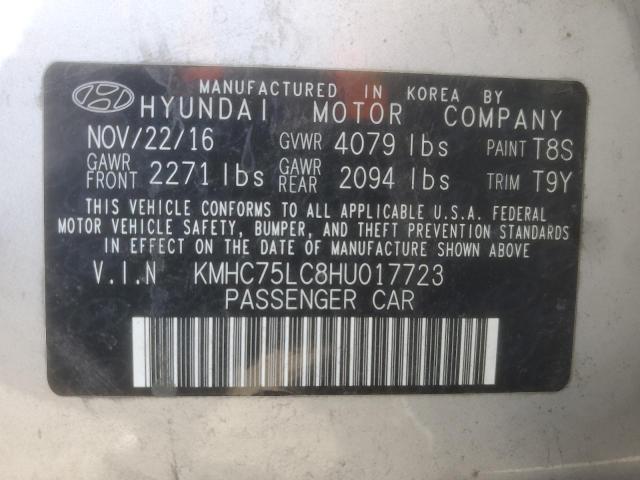 MANUFACTURED IN KOREA BY
HYUNDAI MOTOR COMPANY
NOV/22/16 GVWR 4079 lbs PAINT T8S
GAWR FRONT 2271 lbs GAWR REAR 2094 lbs TRIM T9Y
THIS VEHICLE CONFORMS TO ALL APPLICABLE U.S.A. FEDERAL
MOTOR VEHICLE SAFETY, BUMPER, AND THEFT PREVENTION STANDARDS
IN EFFECT ON THE DATE OF MANUFACTURE SHOWN ABOVE
V.I.N KMHC75LC8HU017723
PASSENGER CAR